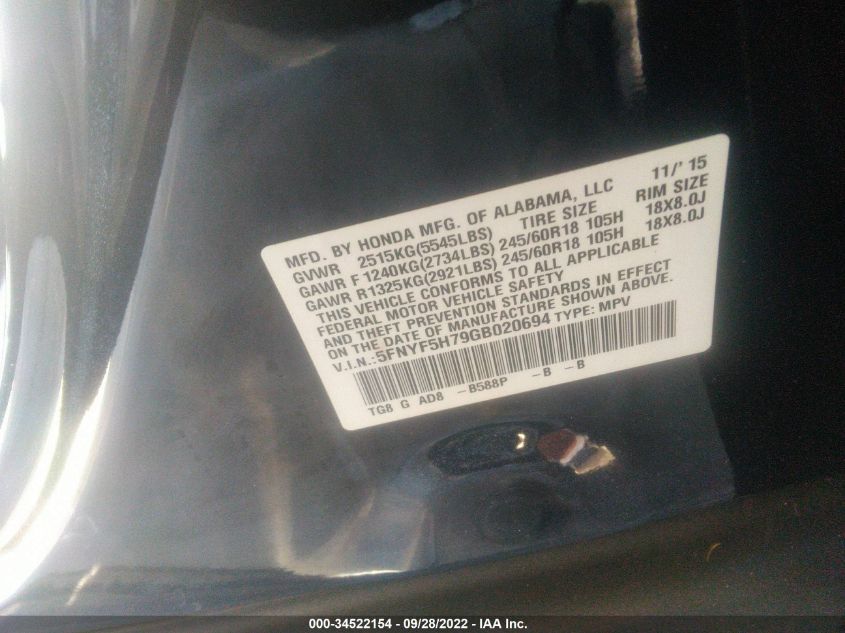 MFD. BY HONDA MFG. OF ALABAMA, LLC 11/'15
GVWR 2515KG(5545LBS) TIRE SIZE RIM SIZE
GAWR F 1240KG(2734LBS) 245/60R18 105H 18X8.0J
GAWR R1325KG(2921LBS) 245/60R18 105H 18X8.0J
THIS VEHICLE CONFORMS TO ALL APPLICABLE
FEDERAL MOTOR VEHICLE SAFETY
AND THEFT PREVENTION STANDARDS IN EFFECT
ON THE DATE OF MANUFACTURE SHOWN ABOVE.
V.I.N.:5FNYF5H79GB020694 TYPE: MPV
TG8 G AD8 -B588P -B -B
000-34522154 - 09/28/2022 - IAA Inc.